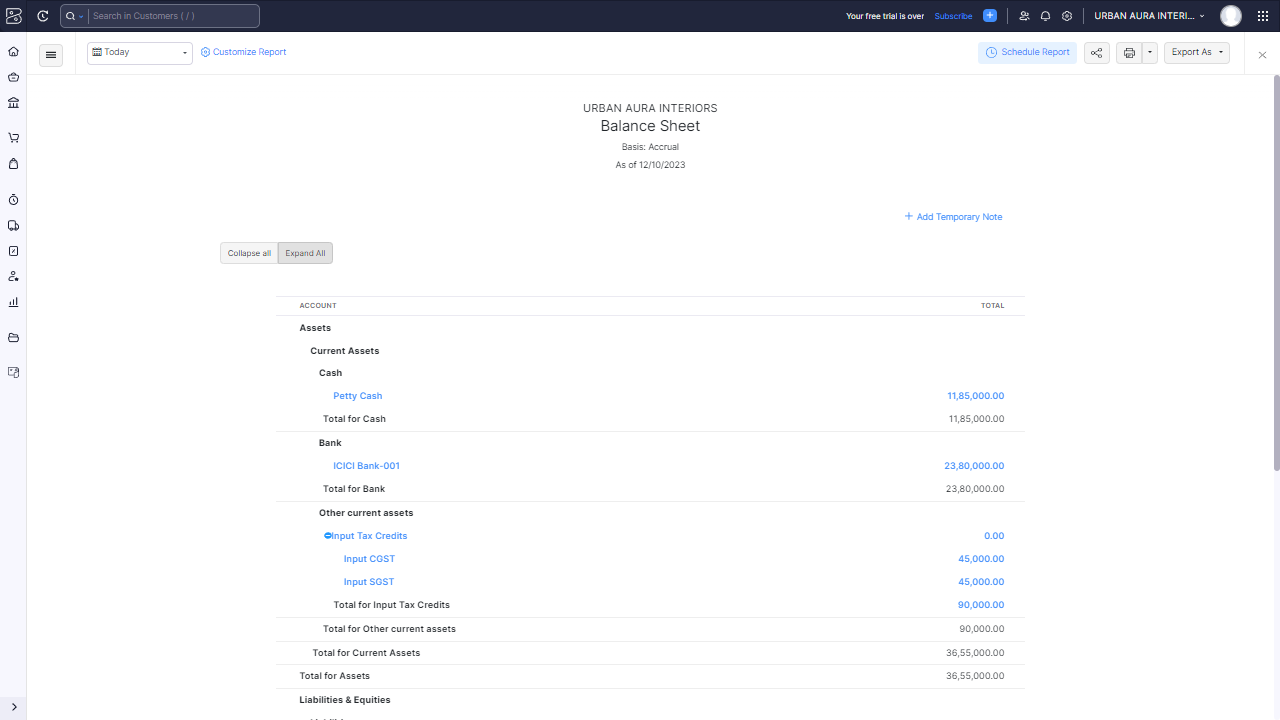 Search in Customers ( / )
Your free trial is over Subscribe
URBAN AURA INTERI...
Today
Customize Report
Schedule Report
Export As
URBAN AURA INTERIORS
Balance Sheet
Basis: Accrual
As of 12/10/2023
Add Temporary Note
Collapse all Expand All
ACCOUNT TOTAL
Assets
Current Assets
Cash
Petty Cash 11,85,000.00
Total for Cash 11,85,000.00
Bank
ICICI Bank-001 23,80,000.00
Total for Bank 23,80,000.00
Other current assets
Input Tax Credits 0.00
Input CGST 45,000.00
Input SGST 45,000.00
Total for Input Tax Credits 90,000.00
Total for Other current assets 90,000.00
Total for Current Assets 36,55,000.00
Total for Assets 36,55,000.00
Liabilities & Equities